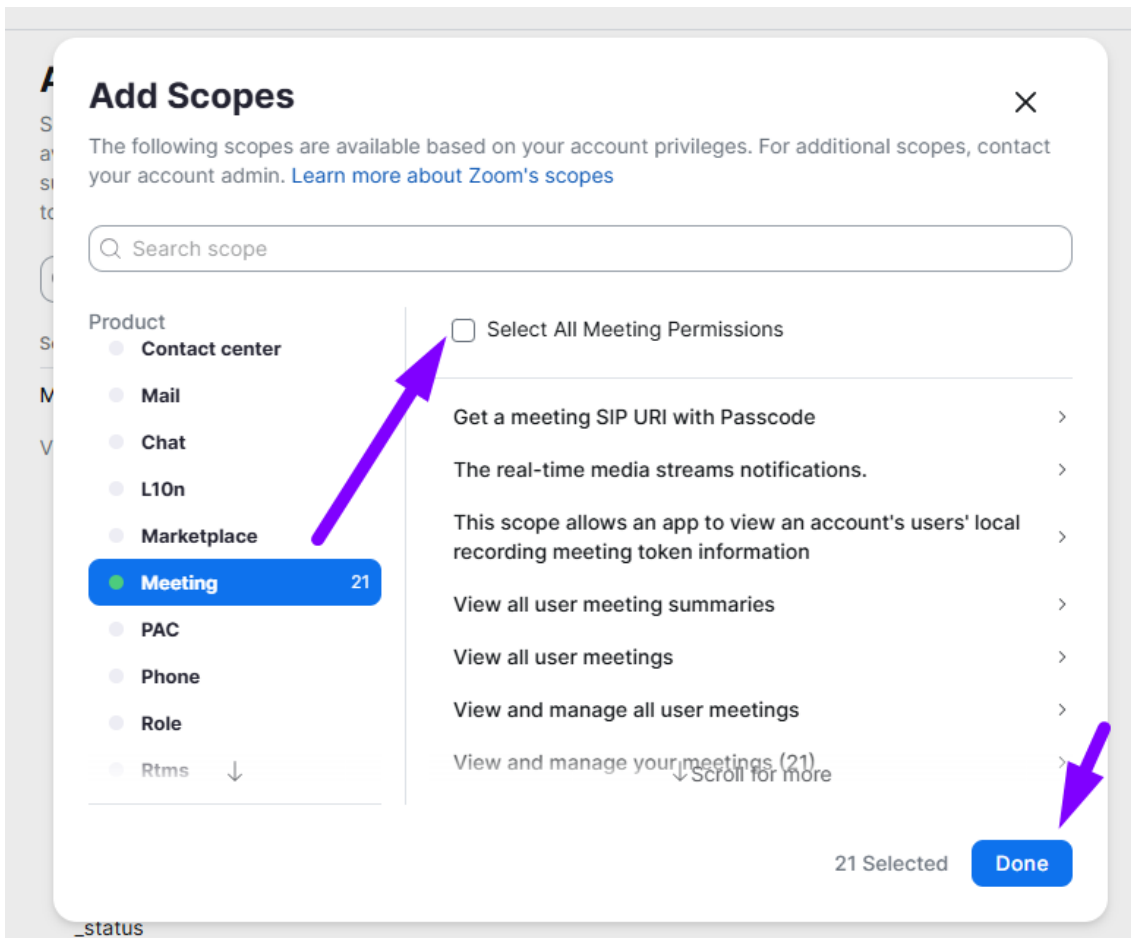 Add Scopes
The following scopes are available based on your account privileges. For additional scopes, contact
your account admin. Learn more about Zoom's scopes
Search scope
Product
Contact center
Mail
Chat
L10n
Marketplace
Meeting 21
PAC
Phone
Role
Rtms
Select All Meeting Permissions
Get a meeting SIP URI with Passcode
The real-time media streams notifications.
This scope allows an app to view an account's users' local
recording meeting token information
View all user meeting summaries
View all user meetings
View and manage all user meetings
View and manage your meetings (21)
Scroll for more
21 Selected
Done
_status